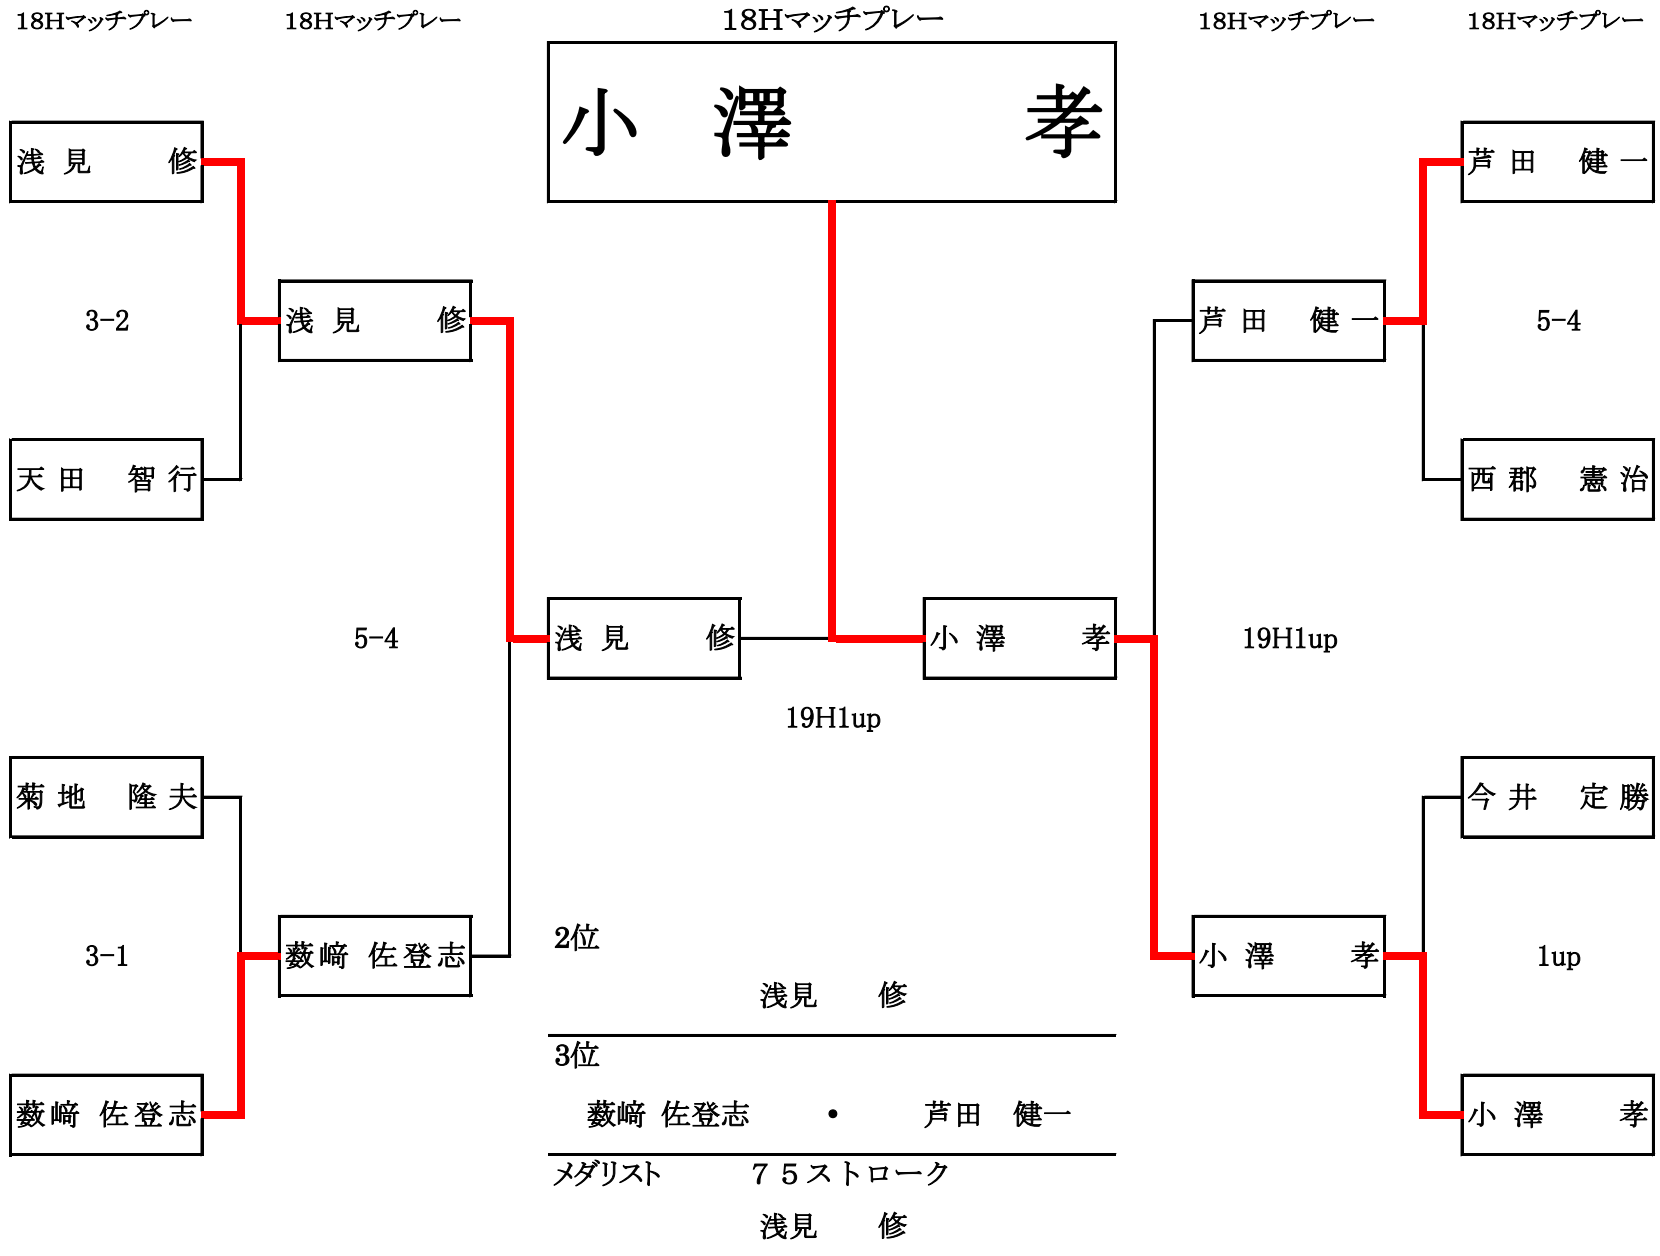 18Hマッチプレー 18Hマッチプレー 18Hマッチプレー 18Hマッチプレー 18Hマッチプレー
小澤 孝
浅見 修 芦田 健一
3-2 浅見 修 芦田 健一 5-4
天田 智行 西郡 憲治
5-4 浅見 修 小澤 孝 19H1up
19H1up
菊地 隆夫 今井 定勝
2位
3-1 薮﨑 佐登志 小澤 孝 1up
浅見 修
3位
薮﨑 佐登志 薮﨑 佐登志 ・ 芦田 健一 小澤 孝
メダリスト 75ストローク
浅見 修